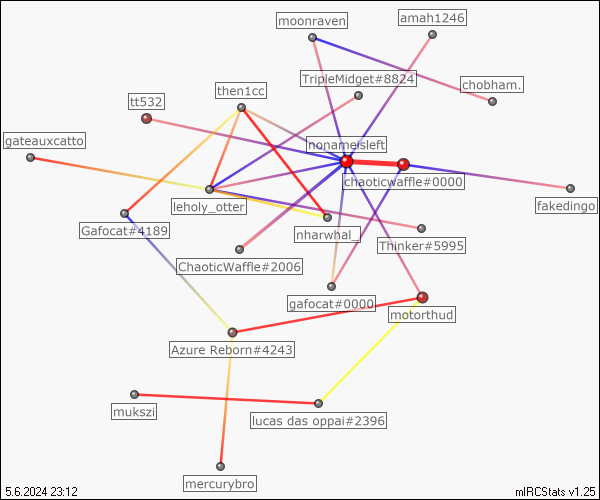 amah1246
moonraven
TripleMidget#8824
chobham.
then1cc
tt532
nonameisleft
gateauxcatto
chaoticwaffle#0000
leholy_otter
fakedingo
Gafocat#4189
nharwhal_
Thinker#5995
ChaoticWaffle#2006
gafocat#0000
motorthud
Azure Reborn#4243
mukszi
lucas das oppai#2396
mercurybro
5.6.2024 23:12
mIRCStats v1.25